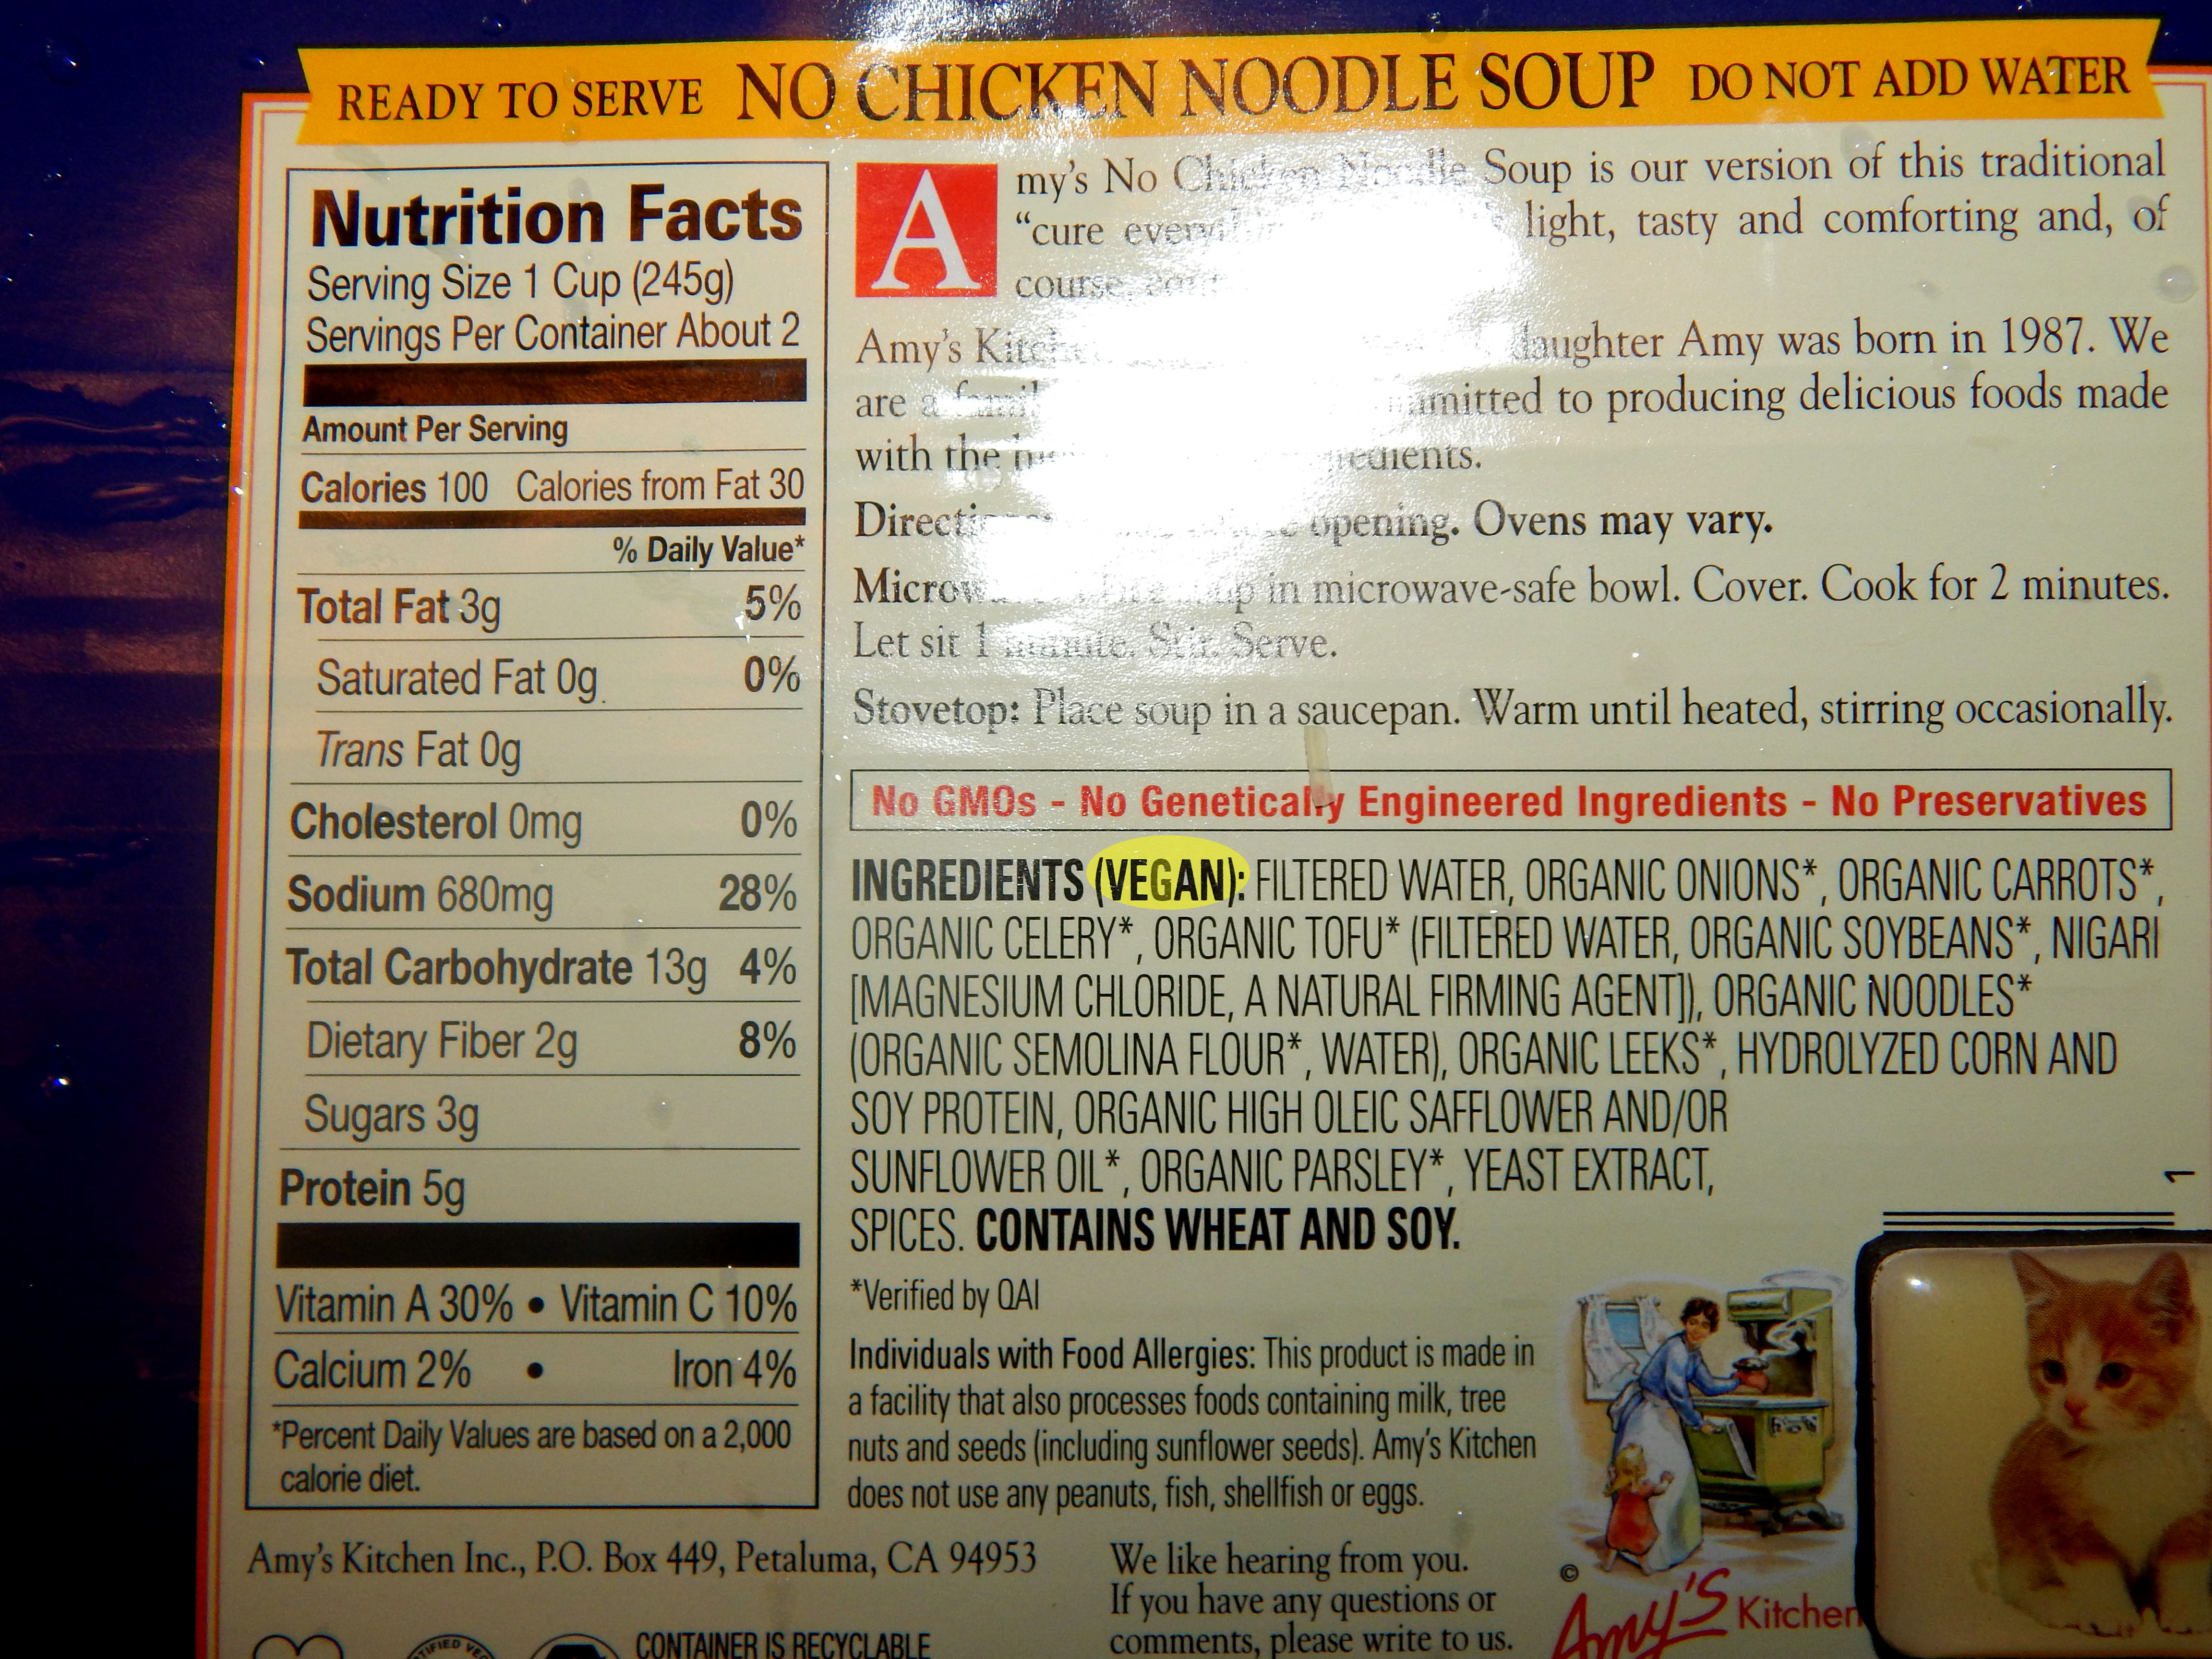 READY TO SERVE NO CHICKEN NOODLE SOUP DO NOT ADD WATER
Nutrition Facts
Serving Size 1 Cup (245g)
Servings Per Container About 2
Amount Per Serving
Calories 100 Calories from Fat 30
% Daily Value*
Total Fat 3g 5%
Saturated Fat 0g 0%
Trans Fat 0g
Cholesterol 0mg 0%
Sodium 680mg 28%
Total Carbohydrate 13g 4%
Dietary Fiber 2g 8%
Sugars 3g
Protein 5g
Vitamin A 30% • Vitamin C 10%
Calcium 2% • Iron 4%
*Percent Daily Values are based on a 2,000
calorie diet.
Amy's No Chicken Noodle Soup is our version of this traditional
"cure light, tasty and comforting and, of
course,
Amy's daughter Amy was born in 1987. We
are a to producing delicious foods made
with the
opening. Ovens may vary.
in microwave-safe bowl. Cover. Cook for 2 minutes.
Let sit 1 minute. Stir. Serve.
Stovetop: Place soup in a saucepan. Warm until heated, stirring occasionally.
No GMOs - No Genetically Engineered Ingredients - No Preservatives
INGREDIENTS (VEGAN): FILTERED WATER, ORGANIC ONIONS*, ORGANIC CARROTS*,
ORGANIC CELERY*, ORGANIC TOFU* (FILTERED WATER, ORGANIC SOYBEANS*, NIGARI
[MAGNESIUM CHLORIDE, A NATURAL FIRMING AGENT]), ORGANIC NOODLES*
(ORGANIC SEMOLINA FLOUR*, WATER), ORGANIC LEEKS*, HYDROLYZED CORN AND
SOY PROTEIN, ORGANIC HIGH OLEIC SAFFLOWER AND/OR
SUNFLOWER OIL*, ORGANIC PARSLEY*, YEAST EXTRACT,
SPICES. CONTAINS WHEAT AND SOY.
*Verified by QAI
Individuals with Food Allergies: This product is made in
a facility that also processes foods containing milk, tree
nuts and seeds (including sunflower seeds). Amy's Kitchen
does not use any peanuts, fish, shellfish or eggs.
Amy's Kitchen Inc., P.O. Box 449, Petaluma, CA 94953
CONTAINER IS RECYCLABLE
We like hearing from you.
If you have any questions or
comments, please write to us.
©
Amy's Kitchen
1